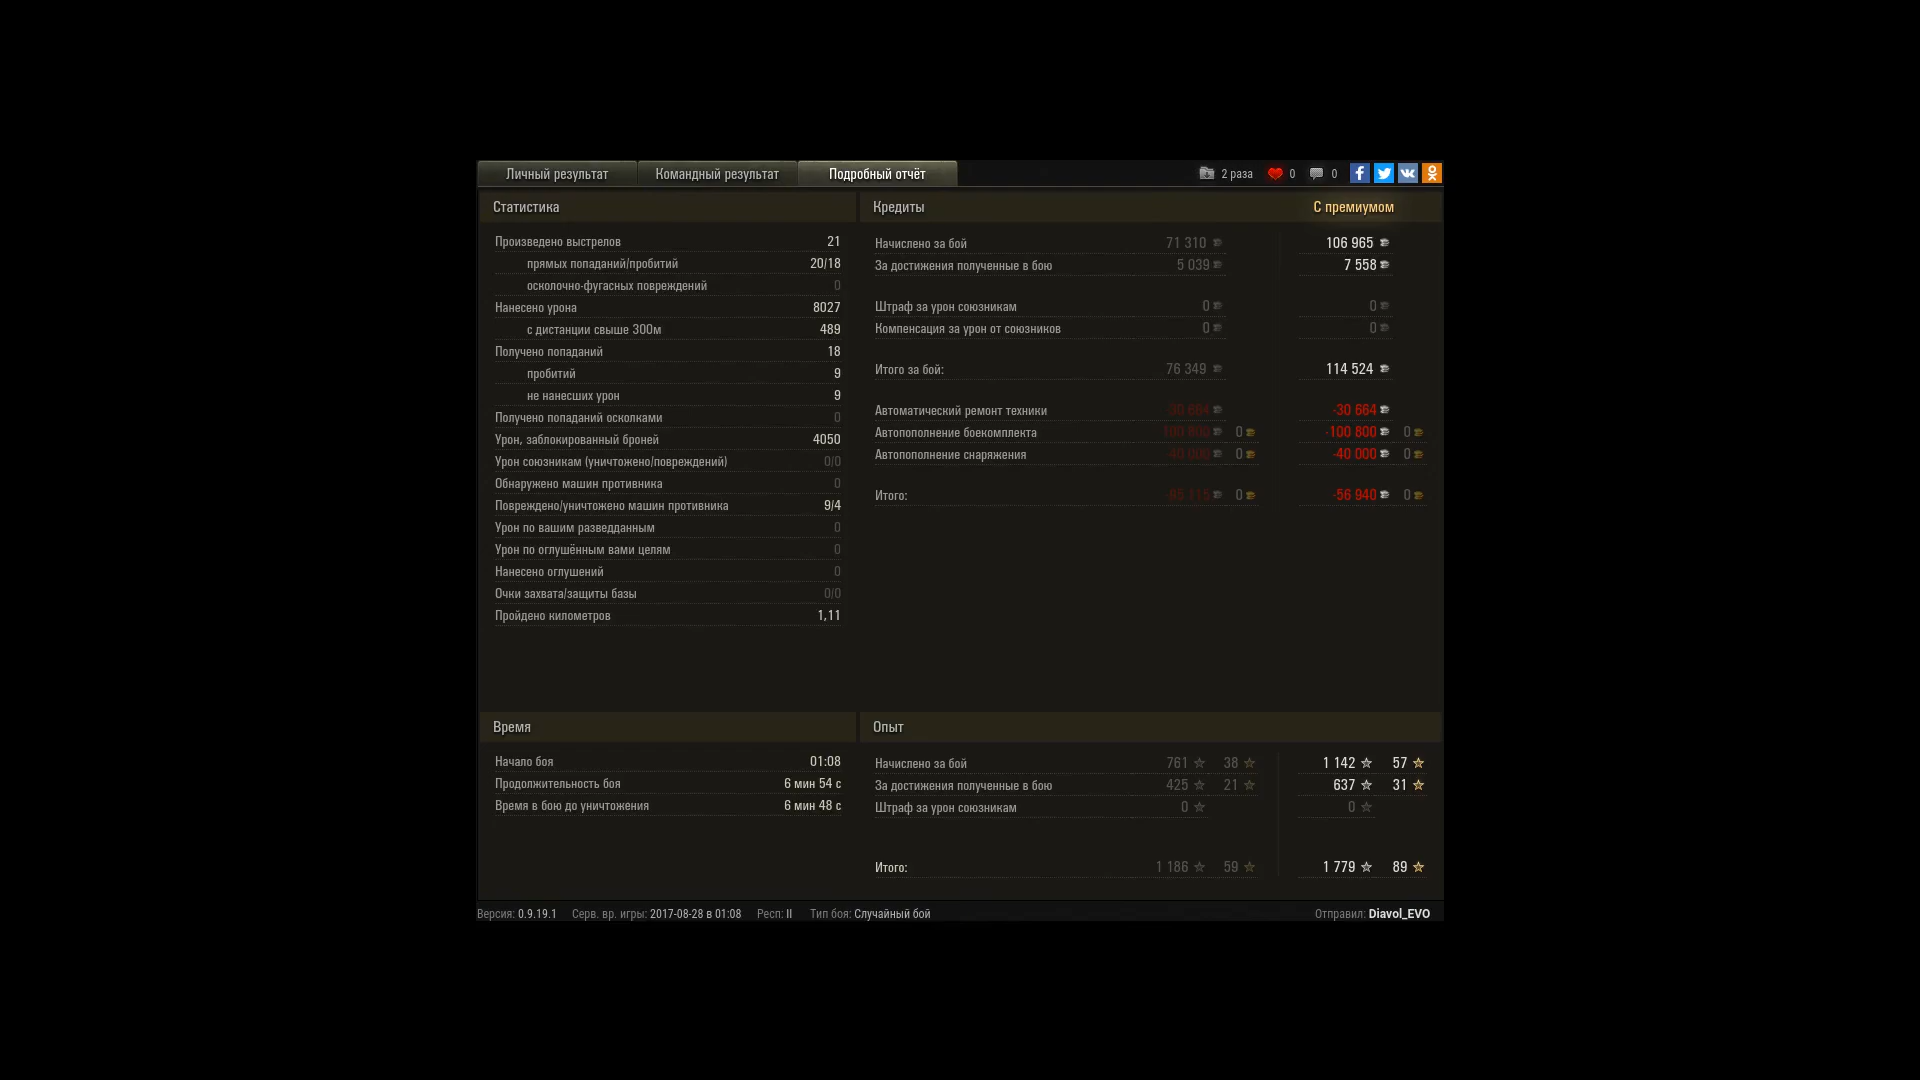 Личный результат Командный результат Подробный отчёт 2 раза 0 0
Статистика
Произведено выстрелов 21
прямых попаданий/пробитий 20/18
осколочно-фугасных повреждений 0
Нанесено урона 8027
с дистанции свыше 300м 489
Получено попаданий 18
пробитий 9
не нанесших урон 9
Получено попаданий осколками 0
Урон, заблокированный броней 4050
Урон союзникам (уничтожено/повреждений) 0/0
Обнаружено машин противника 0
Повреждено/уничтожено машин противника 9/4
Урон по вашим разведданным 0
Урон по оглушённым вами целям 0
Нанесено оглушений 0
Очки захвата/защиты базы 0/0
Пройдено километров 1,11
Кредиты С премиумом
Начислено за бой 71 310 106 965
За достижения полученные в бою 5 039 7 558
Штраф за урон союзникам 0 0
Компенсация за урон от союзников 0 0
Итого за бой: 76 349 114 524
Автоматический ремонт техники -30 664 -30 664
Автопополнение боекомплекта -100 800 0 -100 800 0
Автопополнение снаряжения -40 000 0 -40 000 0
Итого: -95 115 0 -56 940 0
Время
Начало боя 01:08
Продолжительность боя 6 мин 54 с
Время в бою до уничтожения 6 мин 48 с
Опыт
Начислено за бой 761 38 1 142 57
За достижения полученные в бою 425 21 637 31
Штраф за урон союзникам 0 0
Итого: 1 186 59 1 779 89
Версия: 0.9.19.1 Серв. вр. игры: 2017-08-28 в 01:08 Респ: II Тип боя: Случайный бой Отправил: Diavol_EVO